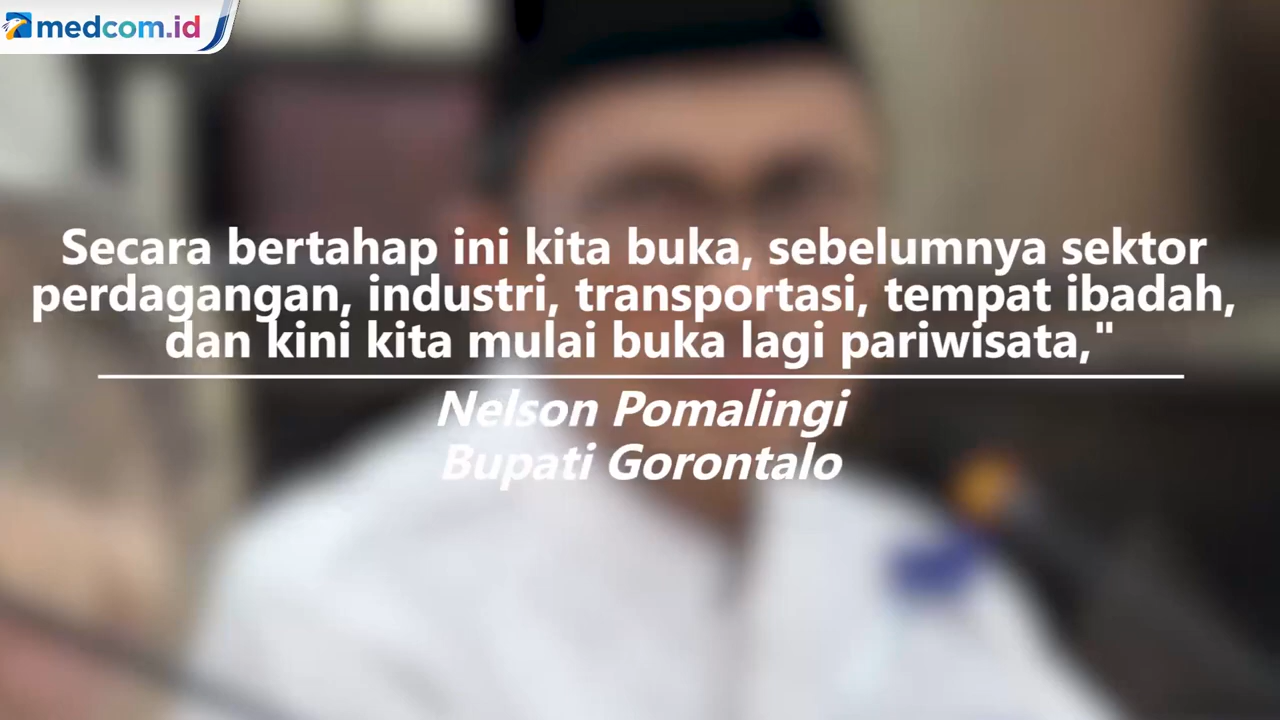 medcom.id
Secara bertahap ini kita buka, sebelumnya sektor
perdagangan, industri, transportasi, tempat ibadah,
dan kini kita mulai buka lagi pariwisata,"
Nelson Pomalingi
Bupati Gorontalo